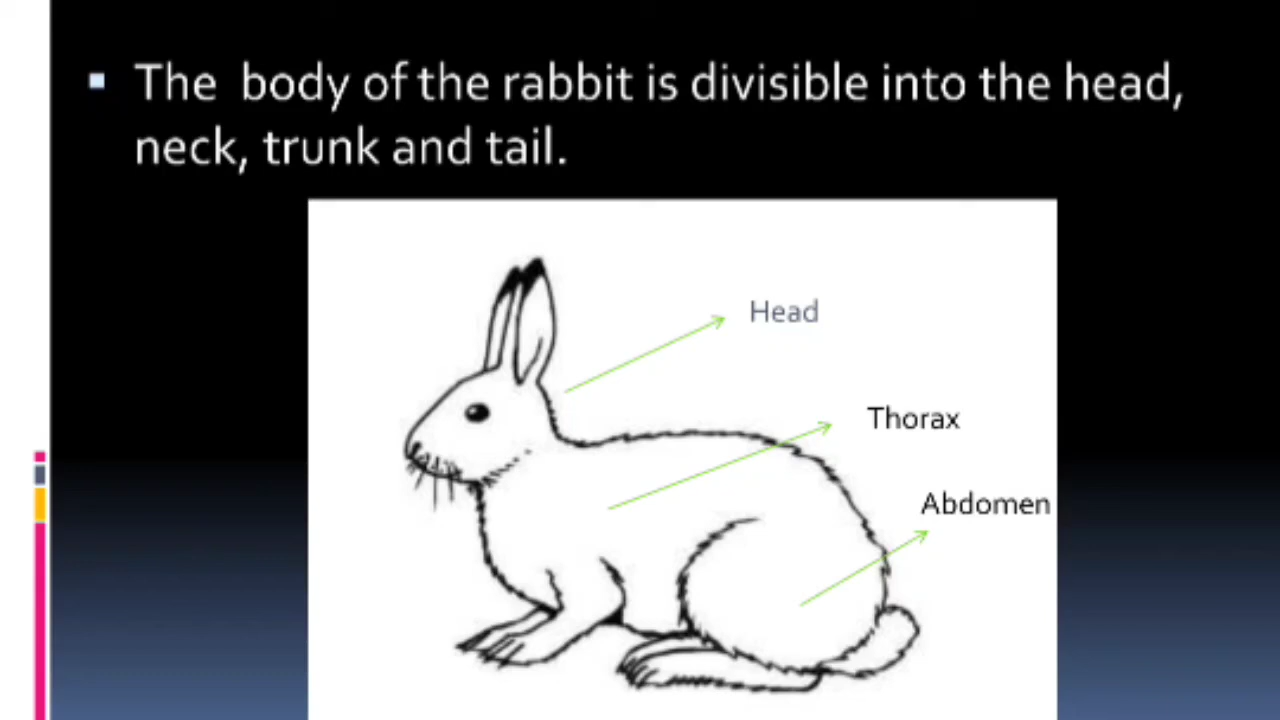 The body of the rabbit is divisible into the head,
neck, trunk and tail.
Head
Thorax
Abdomen